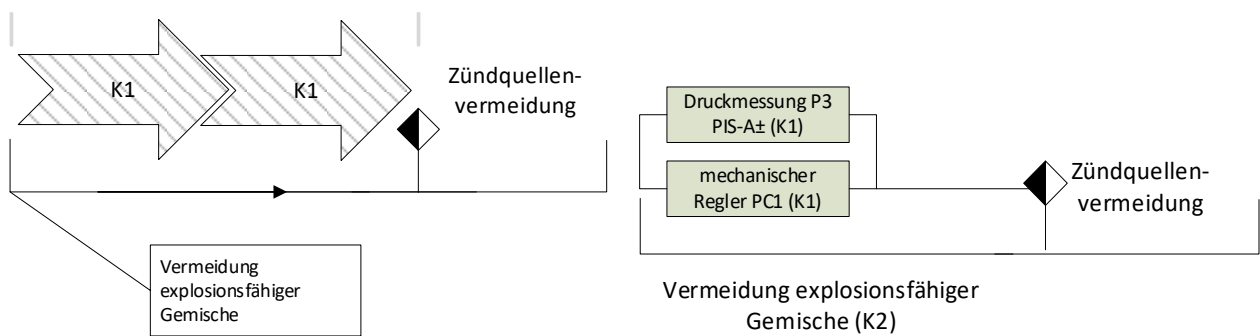 K1
K1
Zündquellen-
vermeidung
Vermeidung
explosionsfähiger
Gemische
Druckmessung P3
PIS-A± (K1)
mechanischer
Regler PC1 (K1)
Zündquellen-
vermeidung
Vermeidung explosionsfähiger
Gemische (K2)